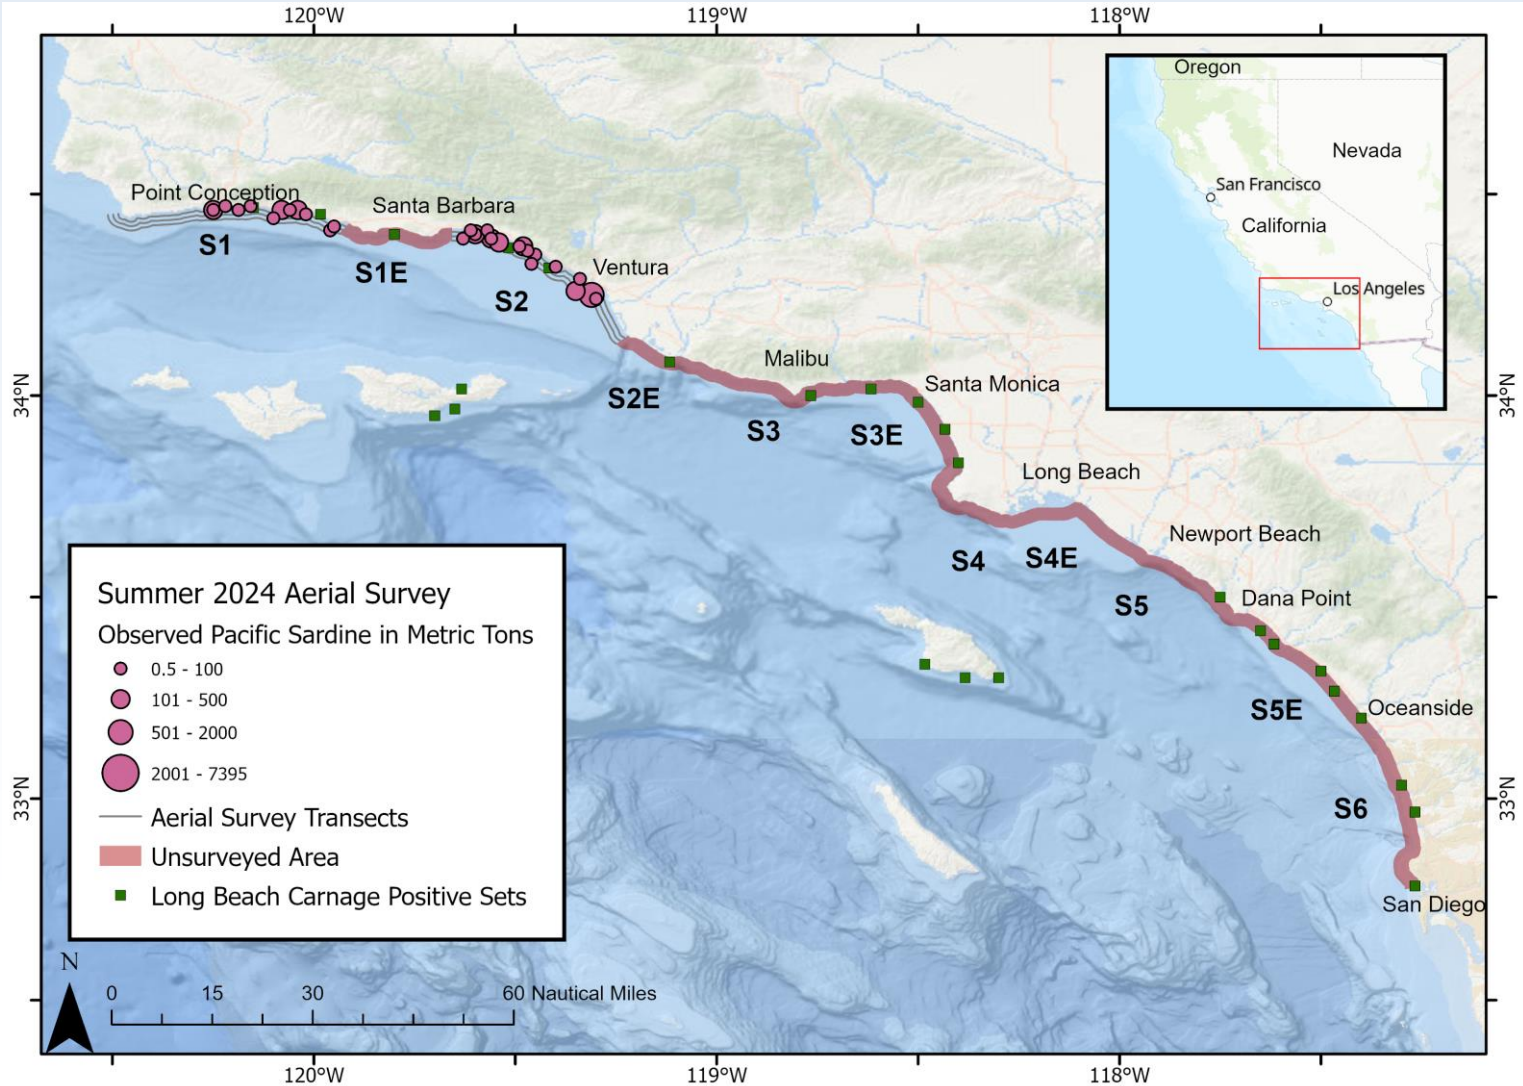 120°W
119°W
118°W
Oregon
Nevada
San Francisco
California
Los Angeles
Point Conception
Santa Barbara
S1
S1E
Ventura
S2
Malibu
34°N
S2E
Santa Monica
34°N
S3
S3E
Long Beach
Newport Beach
S4
S4E
S5
Dana Point
S5E
Oceanside
33°N
S6
33°N
San Diego
Summer 2024 Aerial Survey
Observed Pacific Sardine in Metric Tons
0.5 - 100
101 - 500
501 - 2000
2001 - 7395
Aerial Survey Transects
Unsurveyed Area
Long Beach Carnage Positive Sets
N
0 15 30 60 Nautical Miles
120°W
119°W
118°W